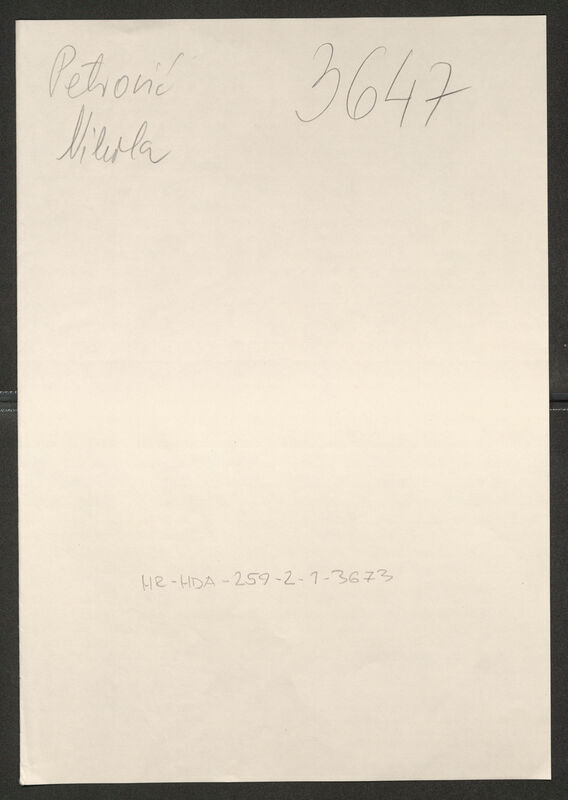 Petrović 3647
Nikola
HR-HDA-259-2-1-3673